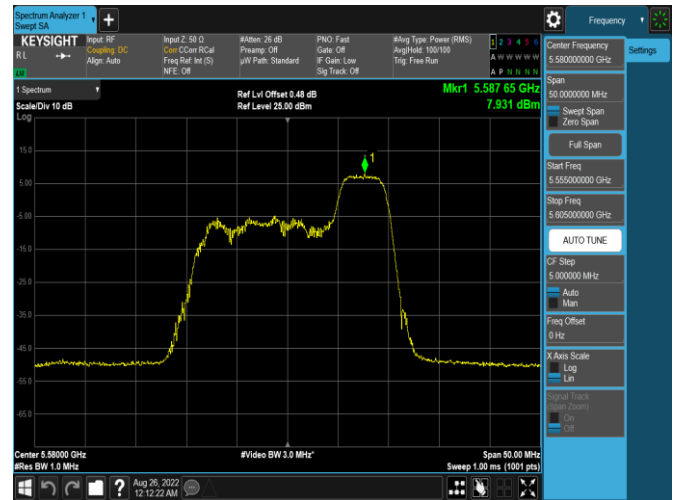 Spectrum Analyzer 1
Swept SA
Frequency
KEYSIGHT
RL
LU
Input: RF
Coupling: DC
Align: Auto
Input Z: 50 Ω
Corr CCorr RCal
Freq Ref: Int (S)
NFE: Off
#Atten: 26 dB
Preamp: Off
µW Path: Standard
PNO: Fast
Gate: Off
IF Gain: Low
Sig Track: Off
#Avg Type: Power (RMS)
Avg|Hold: 100/100
Trig: Free Run
1 2 3 4 5 6
A W W W W W
A P N N N N
1 Spectrum
Scale/Div 10 dB
Log
Ref Lvl Offset 0.48 dB
Ref Level 25.00 dBm
Mkr1 5.587 65 GHz
7.931 dBm
1
15.0
5.00
-5.00
-15.0
-25.0
-35.0
-45.0
-55.0
-65.0
Center 5.58000 GHz
#Res BW 1.0 MHz
#Video BW 3.0 MHz*
Span 50.00 MHz
Sweep 1.00 ms (1001 pts)
Aug 26, 2022
12:12:22 AM
Center Frequency
5.580000000 GHz
Span
50.0000000 MHz
Swept Span
Zero Span
Full Span
Start Freq
5.555000000 GHz
Stop Freq
5.605000000 GHz
AUTO TUNE
CF Step
5.000000 MHz
Auto
Man
Freq Offset
0 Hz
X Axis Scale
Log
Lin
Signal Track
(Span Zoom)
On
Off
Settings